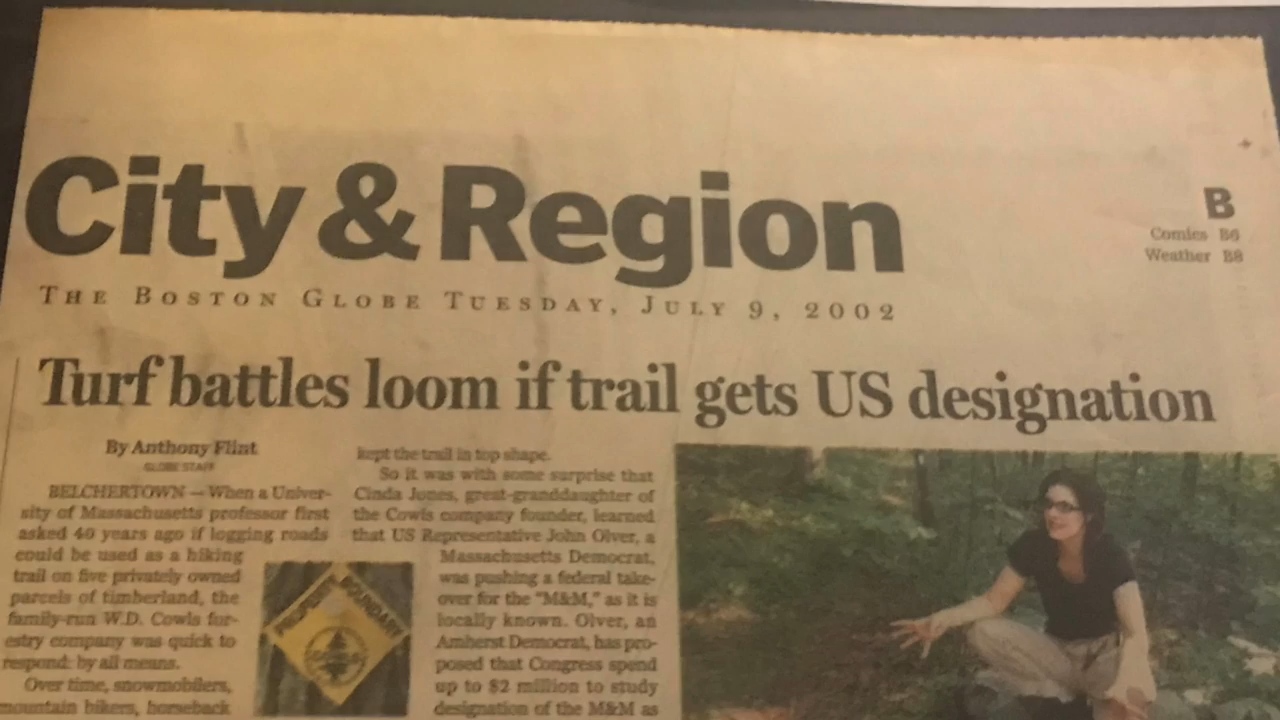 City & Region
B
Comics B6
Weather B8
THE BOSTON GLOBE TUESDAY, JULY 9, 2002
Turf battles loom if trail gets US designation
By Anthony Flint
GLOBE STAFF
BELCHERTOWN — When a Univer-
sity of Massachusetts professor first
asked 40 years ago if logging roads
could be used as a hiking
trail on five privately owned
parcels of timberland, the
family-run W.D. Cowls for-
estry company was quick to
respond: by all means.
Over time, snowmobilers,
mountain bikers, horseback
PROPERTY BOUNDARY
kept the trail in top shape.
So it was with some surprise that
Cinda Jones, great-granddaughter of
the Cowls company founder, learned
that US Representative John Olver, a
Massachusetts Democrat,
was pushing a federal take-
over for the "M&M," as it is
locally known. Olver, an
Amherst Democrat, has pro-
posed that Congress spend
up to $2 million to study
designation of the M&M as